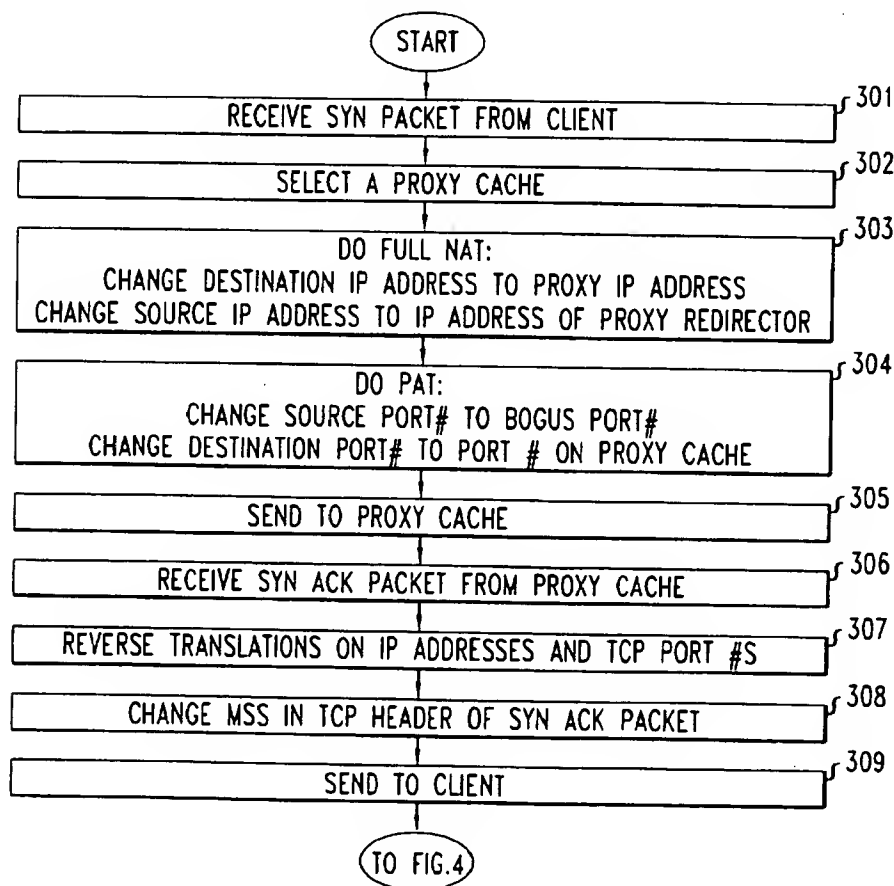 START
301
RECEIVE SYN PACKET FROM CLIENT
302
SELECT A PROXY CACHE
303
DO FULL NAT:
CHANGE DESTINATION IP ADDRESS TO PROXY IP ADDRESS
CHANGE SOURCE IP ADDRESS TO IP ADDRESS OF PROXY REDIRECTOR
304
DO PAT:
CHANGE SOURCE PORT# TO BOGUS PORT#
CHANGE DESTINATION PORT# TO PORT # ON PROXY CACHE
305
SEND TO PROXY CACHE
306
RECEIVE SYN ACK PACKET FROM PROXY CACHE
307
REVERSE TRANSLATIONS ON IP ADDRESSES AND TCP PORT #S
308
CHANGE MSS IN TCP HEADER OF SYN ACK PACKET
309
SEND TO CLIENT
TO FIG.4